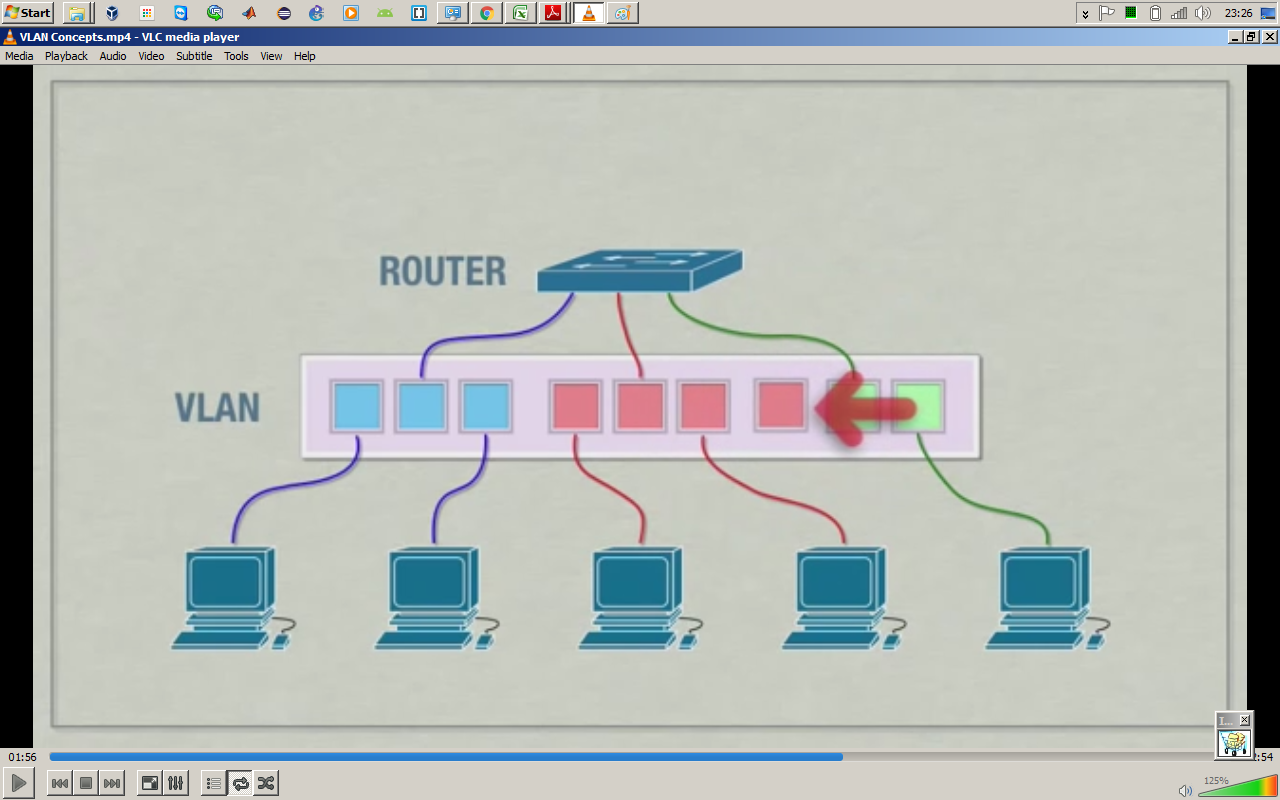 Start
23:26
VLAN Concepts.mp4 - VLC media player
Media Playback Audio Video Subtitle Tools View Help
ROUTER
VLAN
I...
01:56
:54
125%